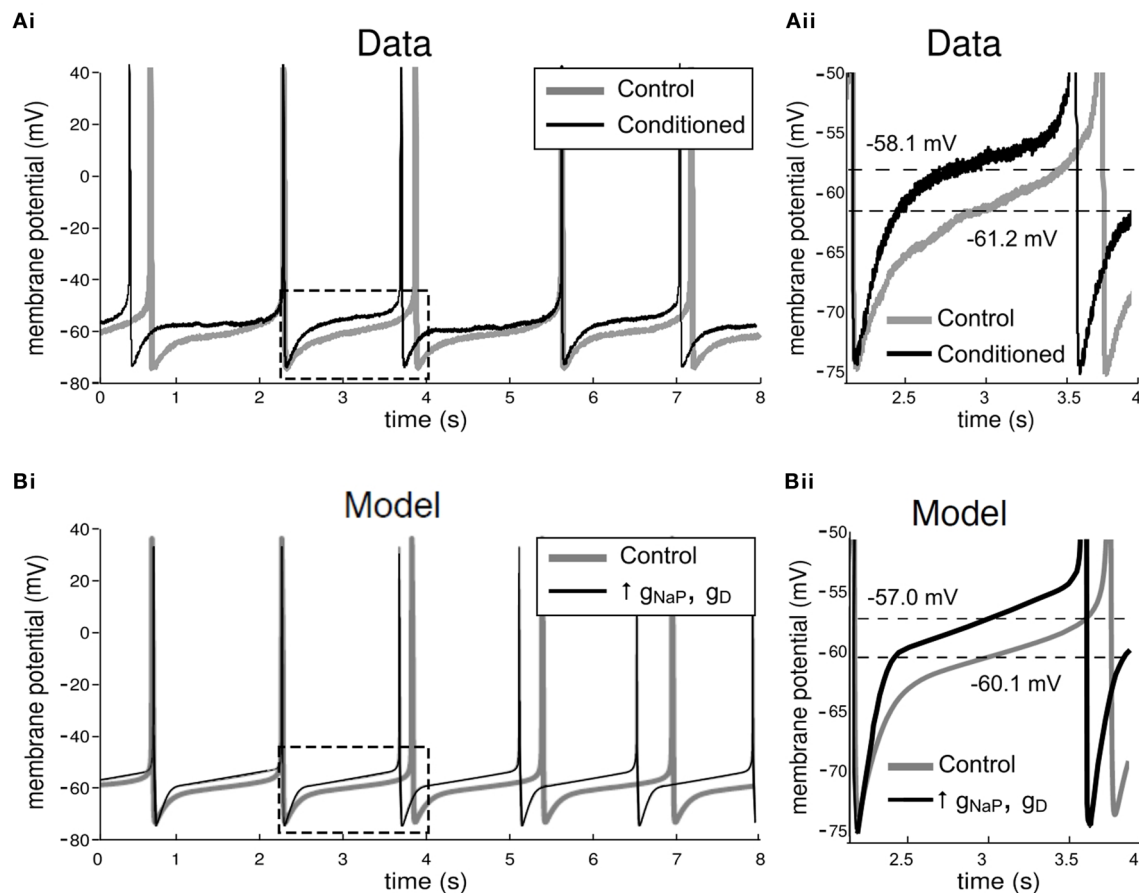 Ai
Data
membrane potential (mV)
40
20
0
-20
-40
-60
-80
Control
Conditioned
0 1 2 3 4 5 6 7 8
time (s)
Aii
Data
membrane potential (mV)
-50
-55
-60
-65
-70
-75
-58.1 mV
-61.2 mV
Control
Conditioned
2.5 3 3.5 4
time (s)
Bi
Model
membrane potential (mV)
40
20
0
-20
-40
-60
-80
Control
↑ gNaP, gD
0 1 2 3 4 5 6 7 8
time (s)
Bii
Model
membrane potential (mV)
-50
-55
-60
-65
-70
-75
-57.0 mV
-60.1 mV
Control
↑ gNaP, gD
2.5 3 3.5 4
time (s)